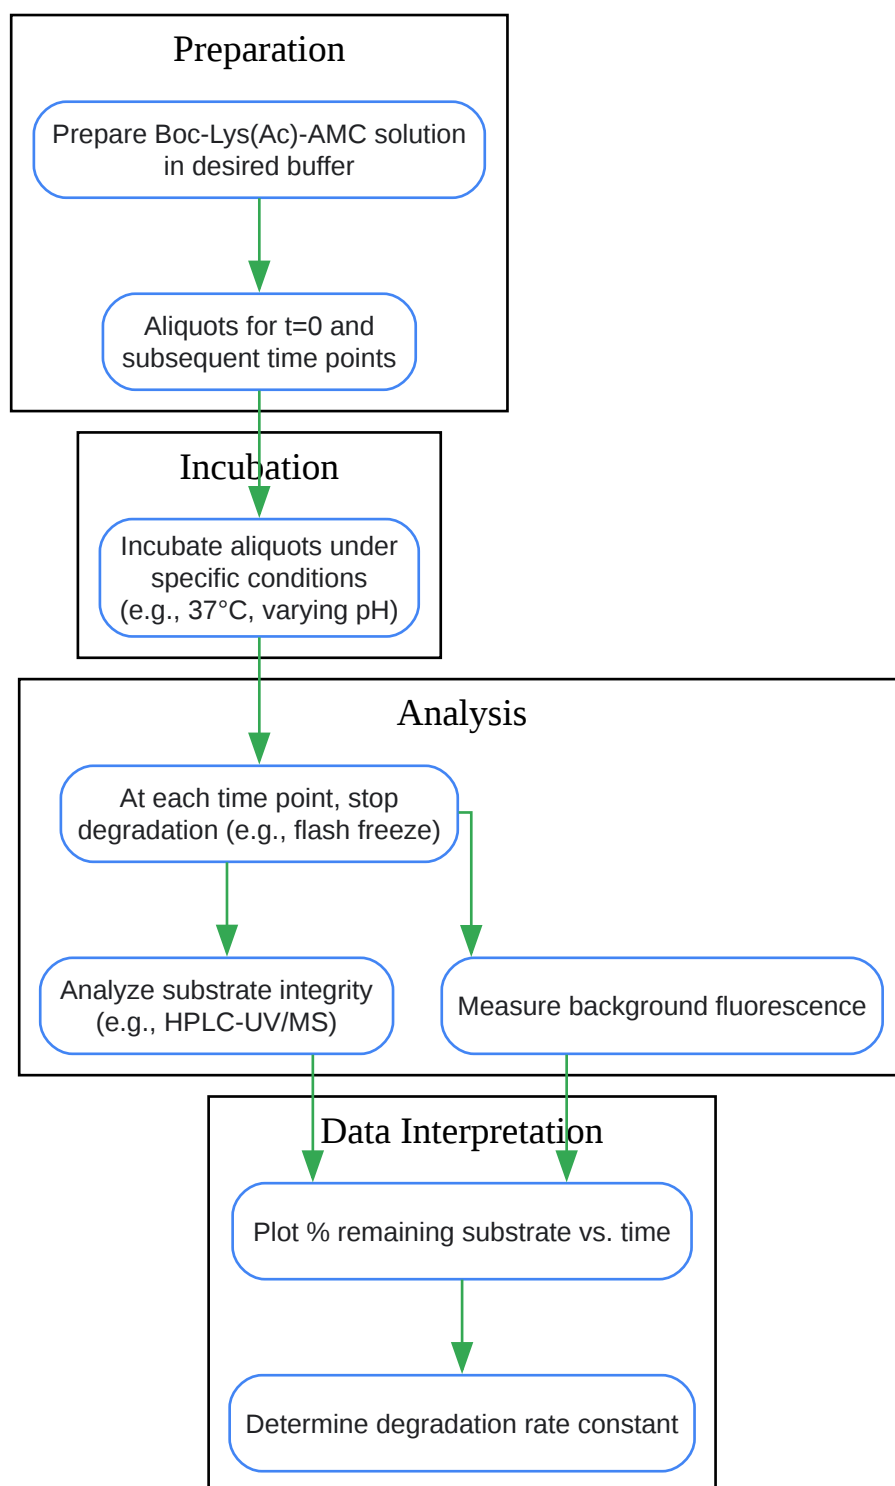 Preparation
Prepare Boc-Lys(Ac)-AMC solution
in desired buffer
Aliquots for t=0 and
subsequent time points
Incubation
Incubate aliquots under
specific conditions
(e.g., 37°C, varying pH)
Analysis
At each time point, stop
degradation (e.g., flash freeze)
Analyze substrate integrity
(e.g., HPLC-UV/MS)
Measure background fluorescence
Data Interpretation
Plot % remaining substrate vs. time
Determine degradation rate constant